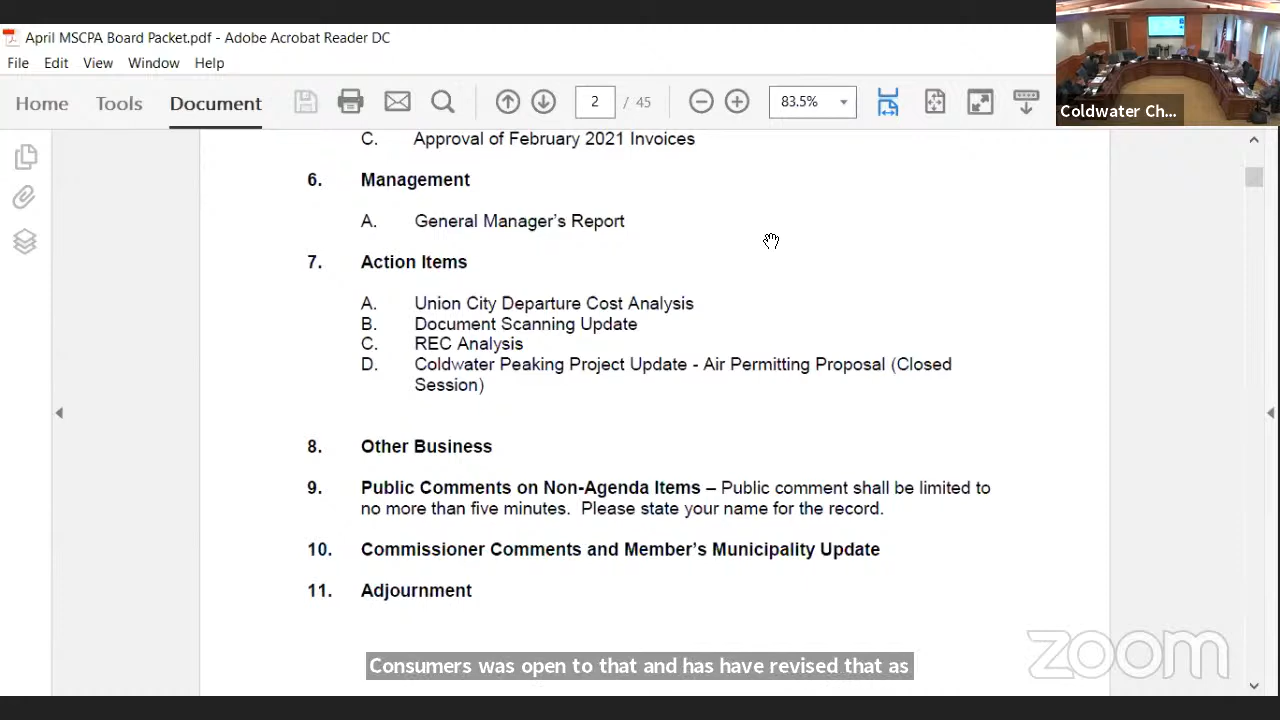 April MSCPA Board Packet.pdf - Adobe Acrobat Reader DC
File Edit View Window Help
Home Tools Document 2 / 45 83.5%
Coldwater Ch...
C. Approval of February 2021 Invoices
6. Management
A. General Manager's Report
7. Action Items
A. Union City Departure Cost Analysis
B. Document Scanning Update
C. REC Analysis
D. Coldwater Peaking Project Update - Air Permitting Proposal (Closed
Session)
8. Other Business
9. Public Comments on Non-Agenda Items – Public comment shall be limited to
no more than five minutes. Please state your name for the record.
10. Commissioner Comments and Member's Municipality Update
11. Adjournment
Consumers was open to that and has have revised that as
zoom